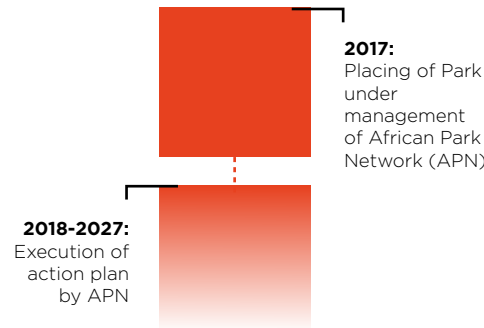 2017:
Placing of Park
under
management
of African Park
Network (APN)
2018-2027:
Execution of
action plan
by APN